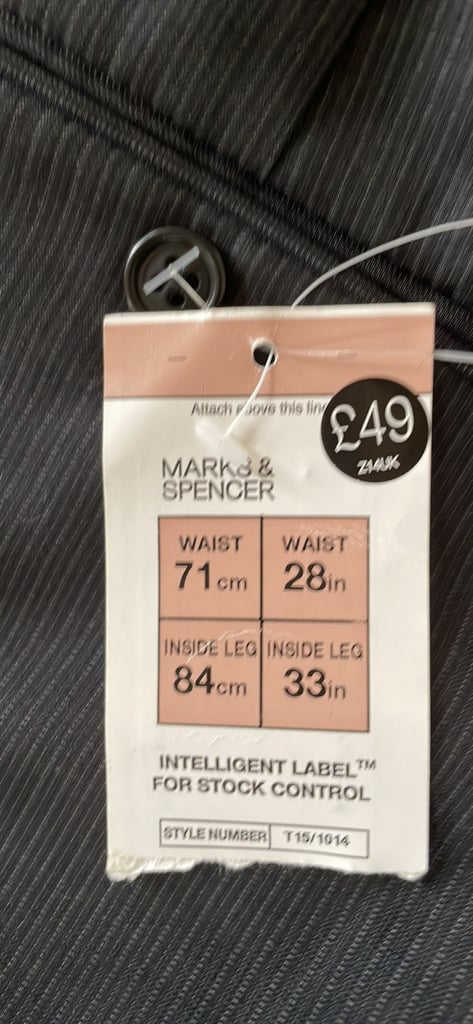 Attach above this line
£49
Z14UK
MARKS &
SPENCER
WAIST WAIST
71cm 28in
INSIDE LEG INSIDE LEG
84cm 33in
INTELLIGENT LABEL™
FOR STOCK CONTROL
STYLE NUMBER T15/1014